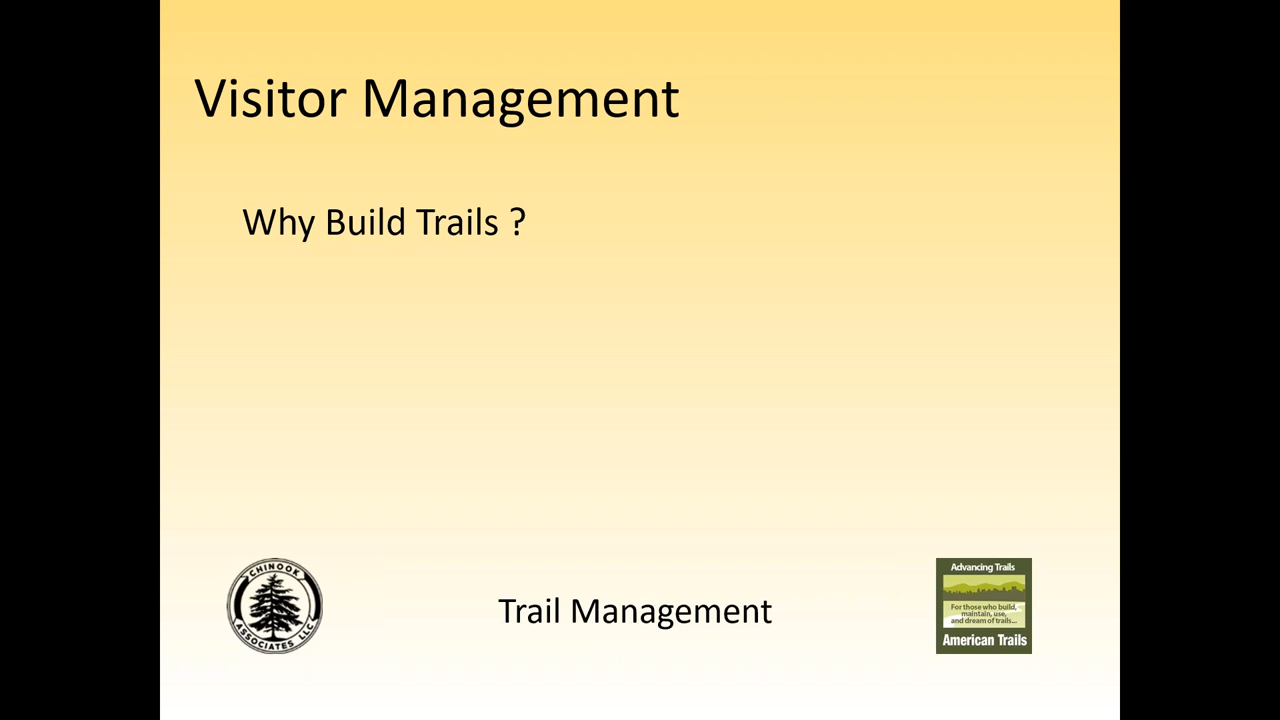 Visitor Management
Why Build Trails ?
CHINOOK
ASSOCIATES LLC
Trail Management
Advancing Trails
For those who build,
maintain, use,
and dream of trails...
American Trails